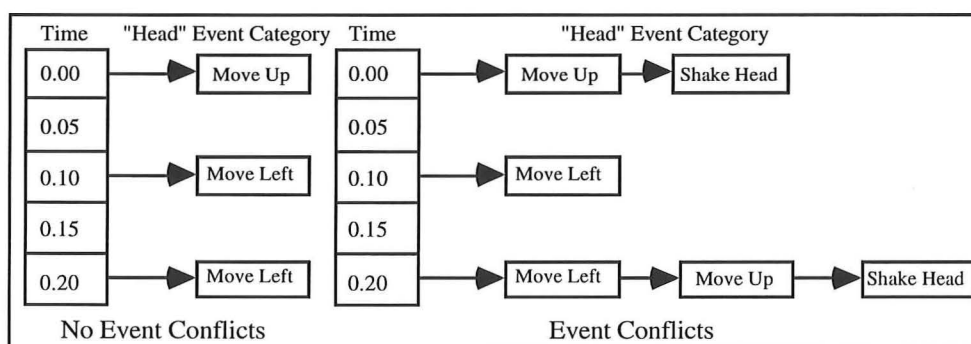 Time "Head" Event Category Time "Head" Event Category
0.00 Move Up 0.00 Move Up Shake Head
0.05 0.05
0.10 Move Left 0.10 Move Left
0.15 0.15
0.20 Move Left 0.20 Move Left Move Up Shake Head
No Event Conflicts Event Conflicts